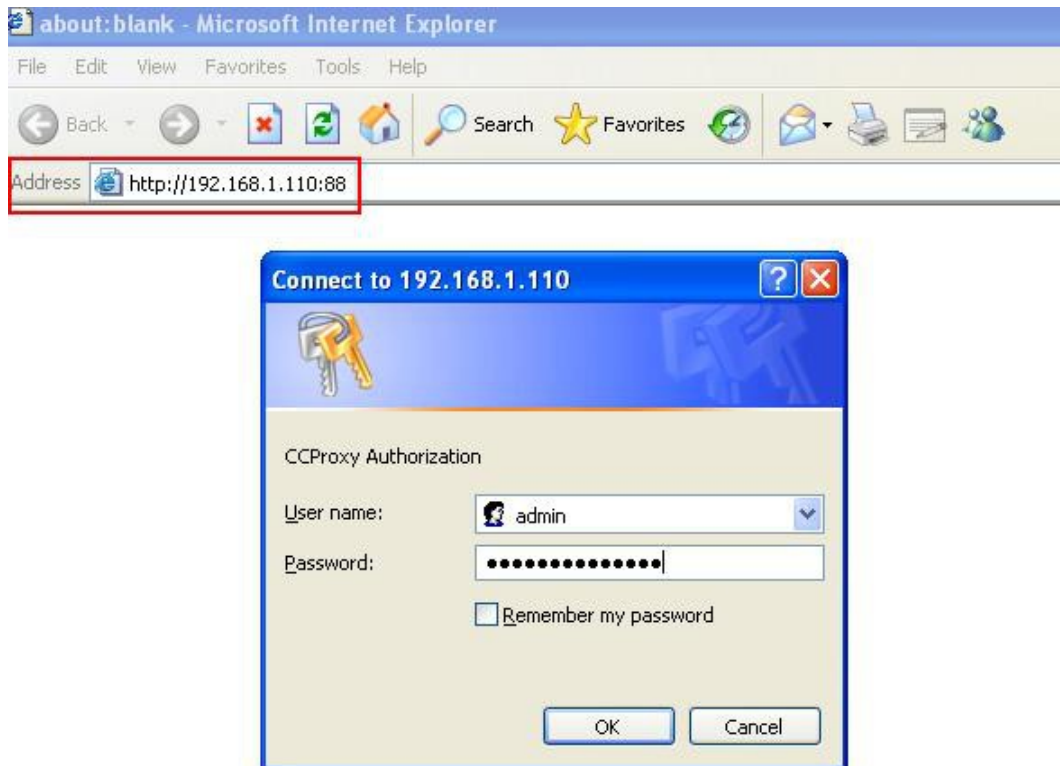 about:blank - Microsoft Internet Explorer
File Edit View Favorites Tools Help
Back Search Favorites
Address http://192.168.1.110:88
Connect to 192.168.1.110
CCProxy Authorization
User name: admin
Password: ••••••••••••••
Remember my password
OK Cancel